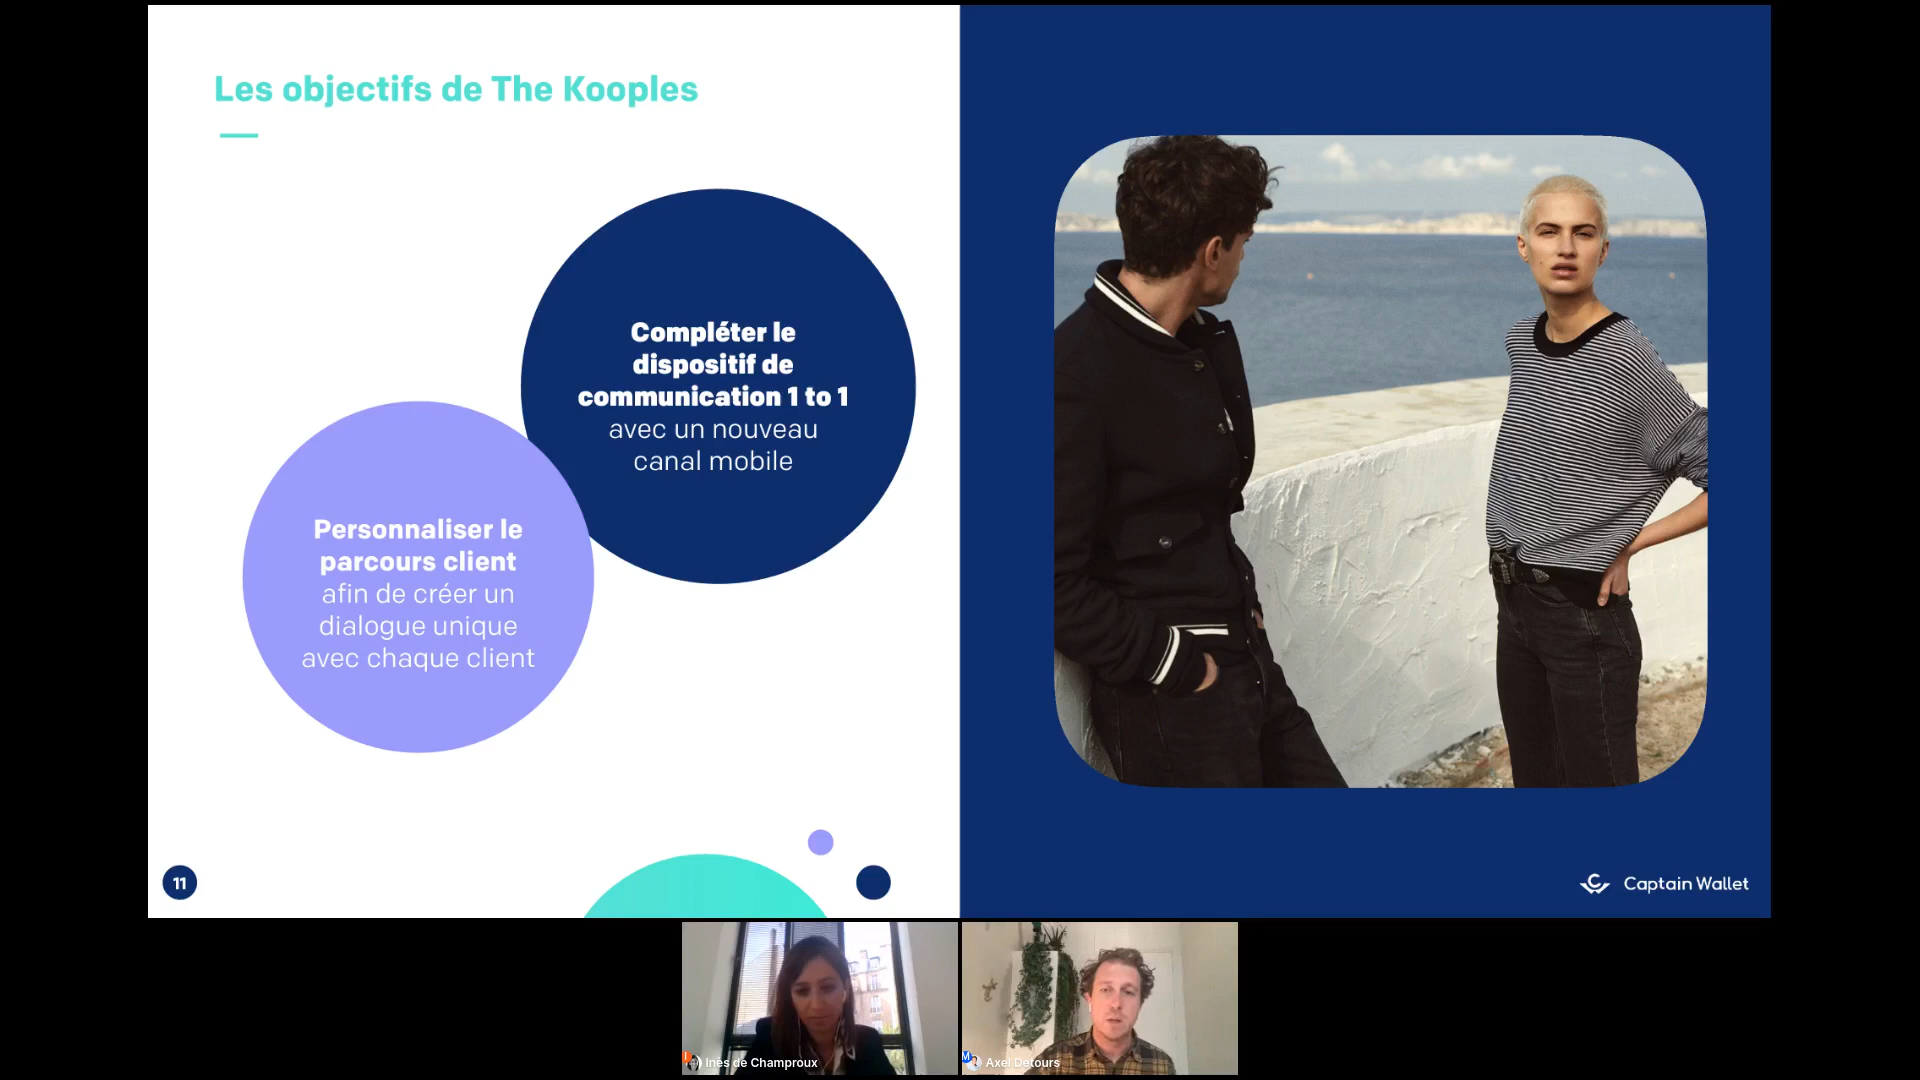 Les objectifs de The Kooples
Compléter le
dispositif de
communication 1 to 1
avec un nouveau
canal mobile
Personnaliser le
parcours client
afin de créer un
dialogue unique
avec chaque client
11
Captain Wallet
Inès de Champroux
Axel Detours